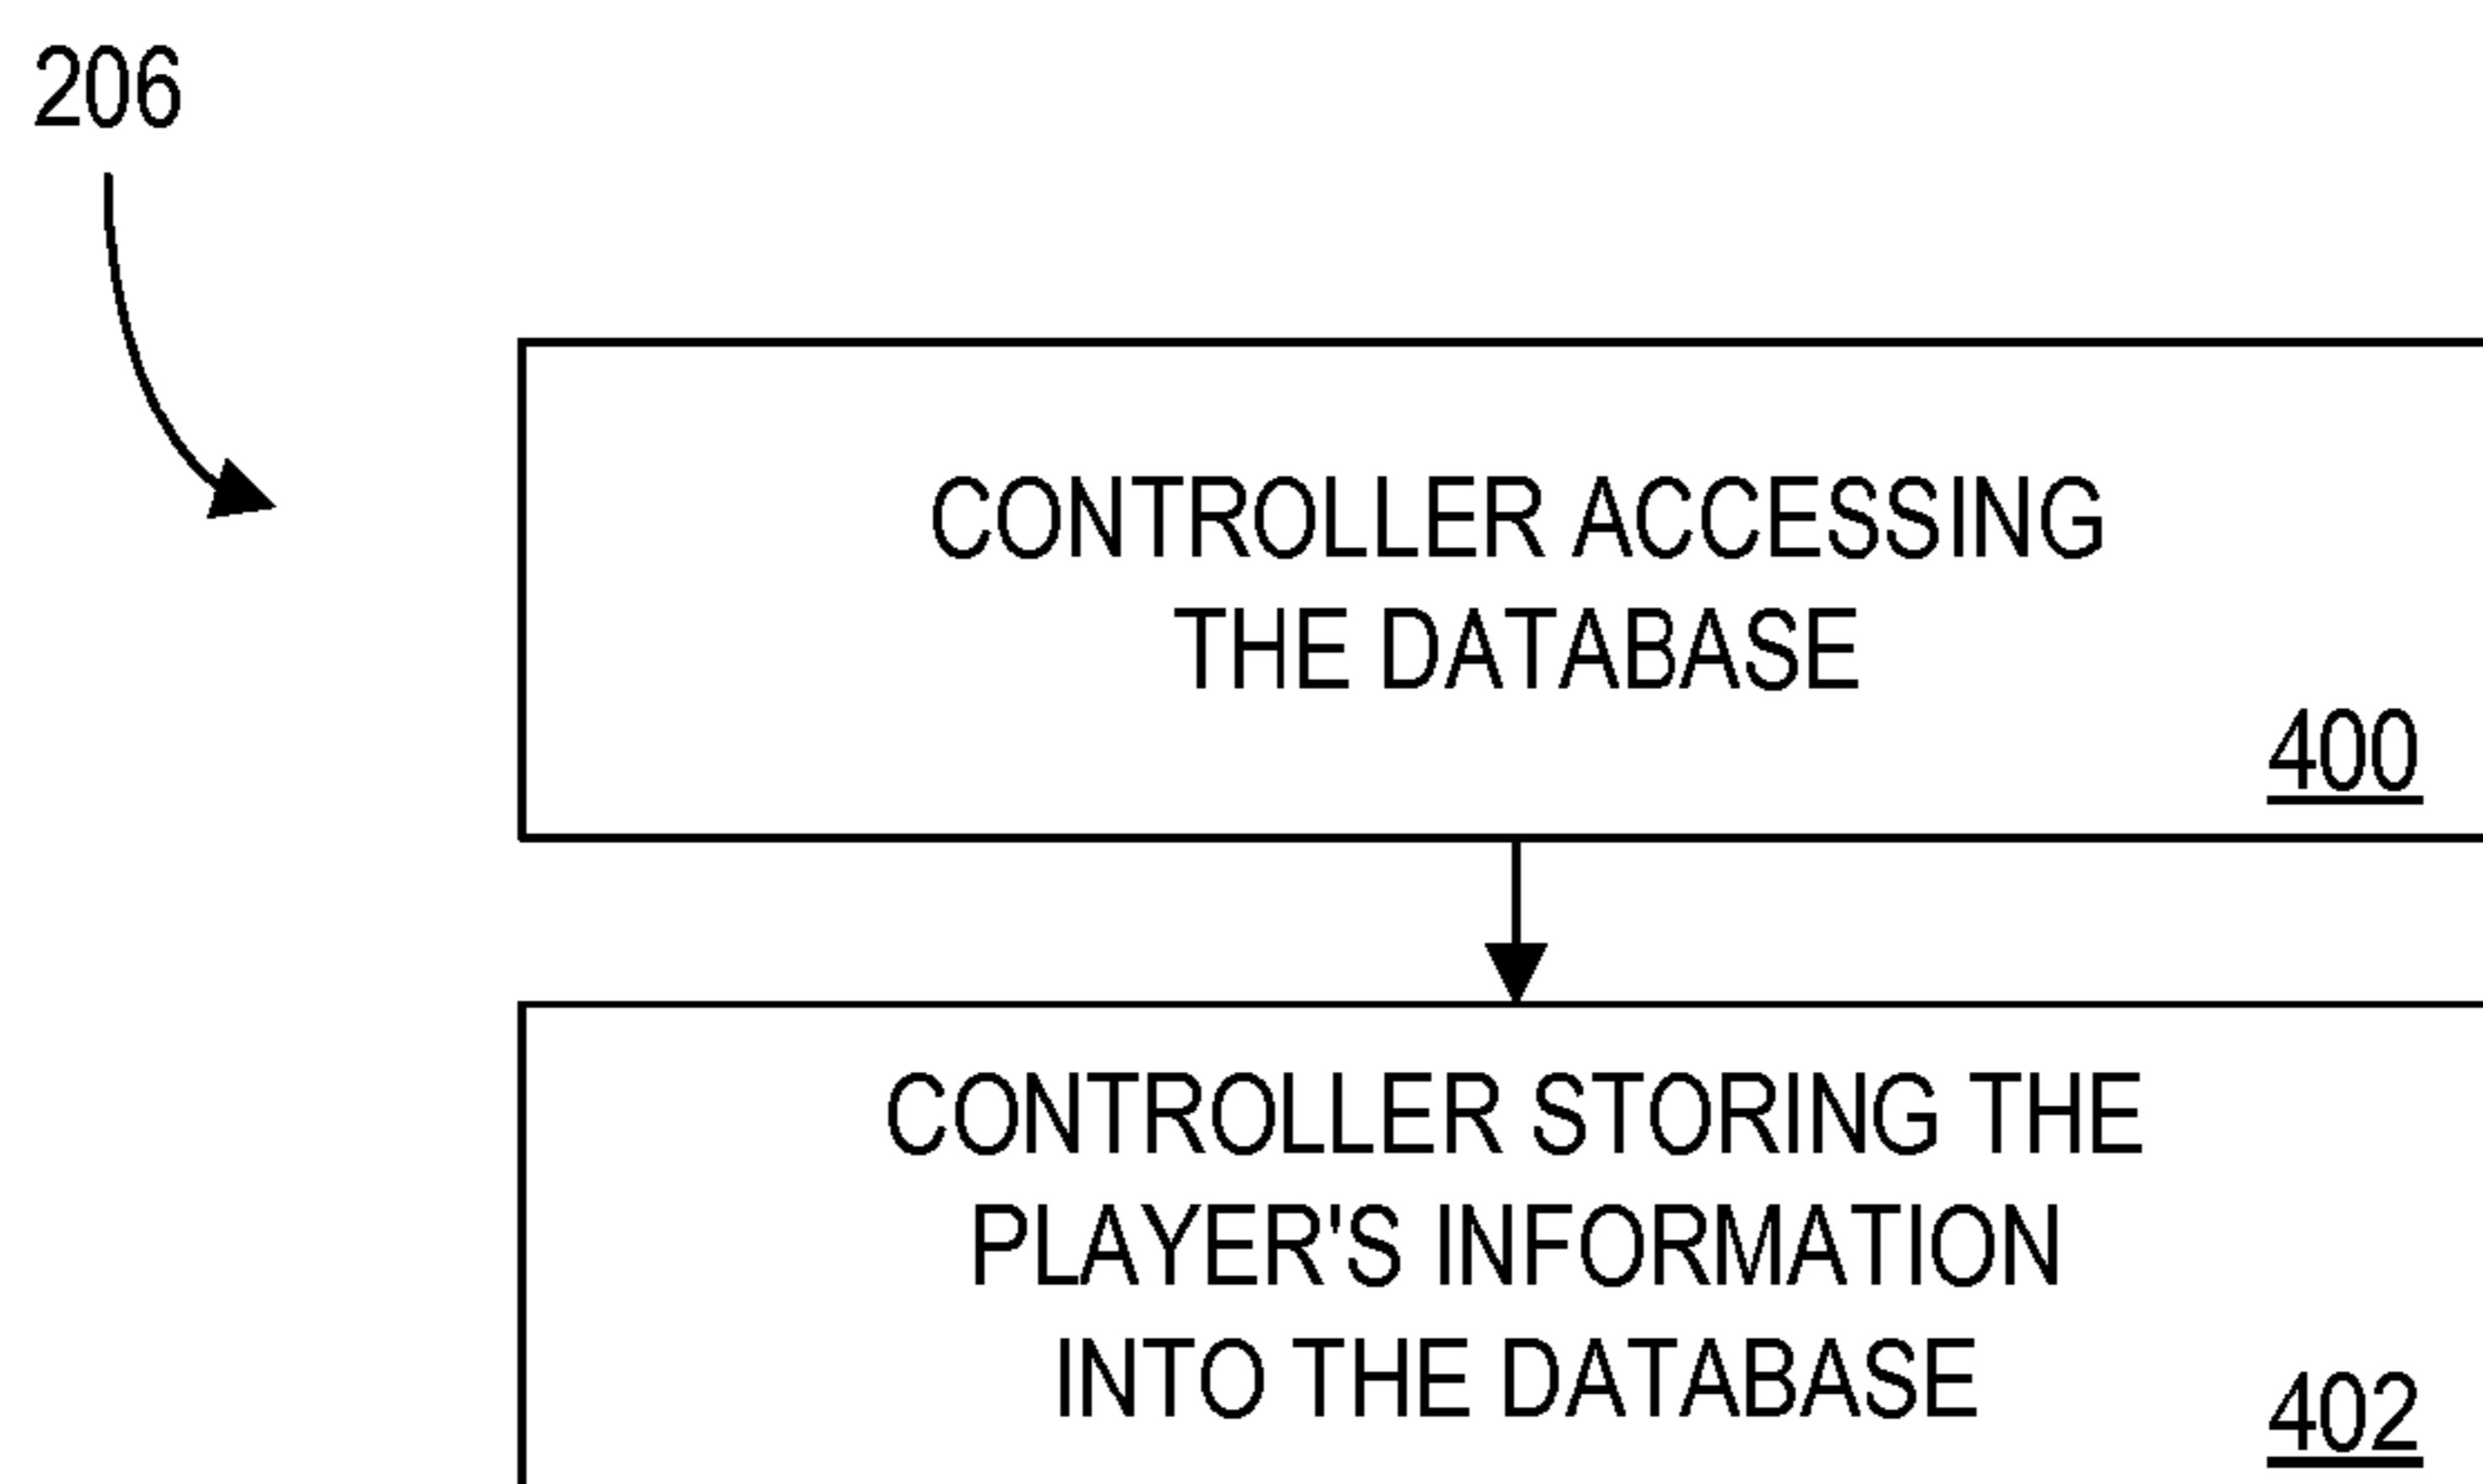 206
CONTROLLER ACCESSING
THE DATABASE
400
CONTROLLER STORING THE
PLAYER'S INFORMATION
INTO THE DATABASE
402